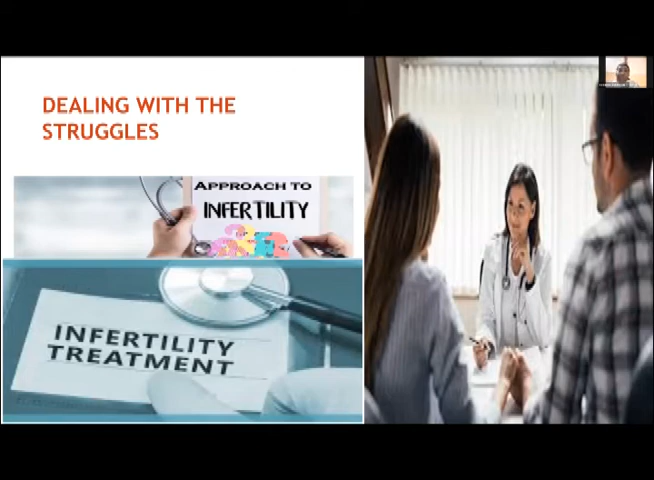 DEALING WITH THE
STRUGGLES
APPROACH TO
INFERTILITY
INFERTILITY
TREATMENT